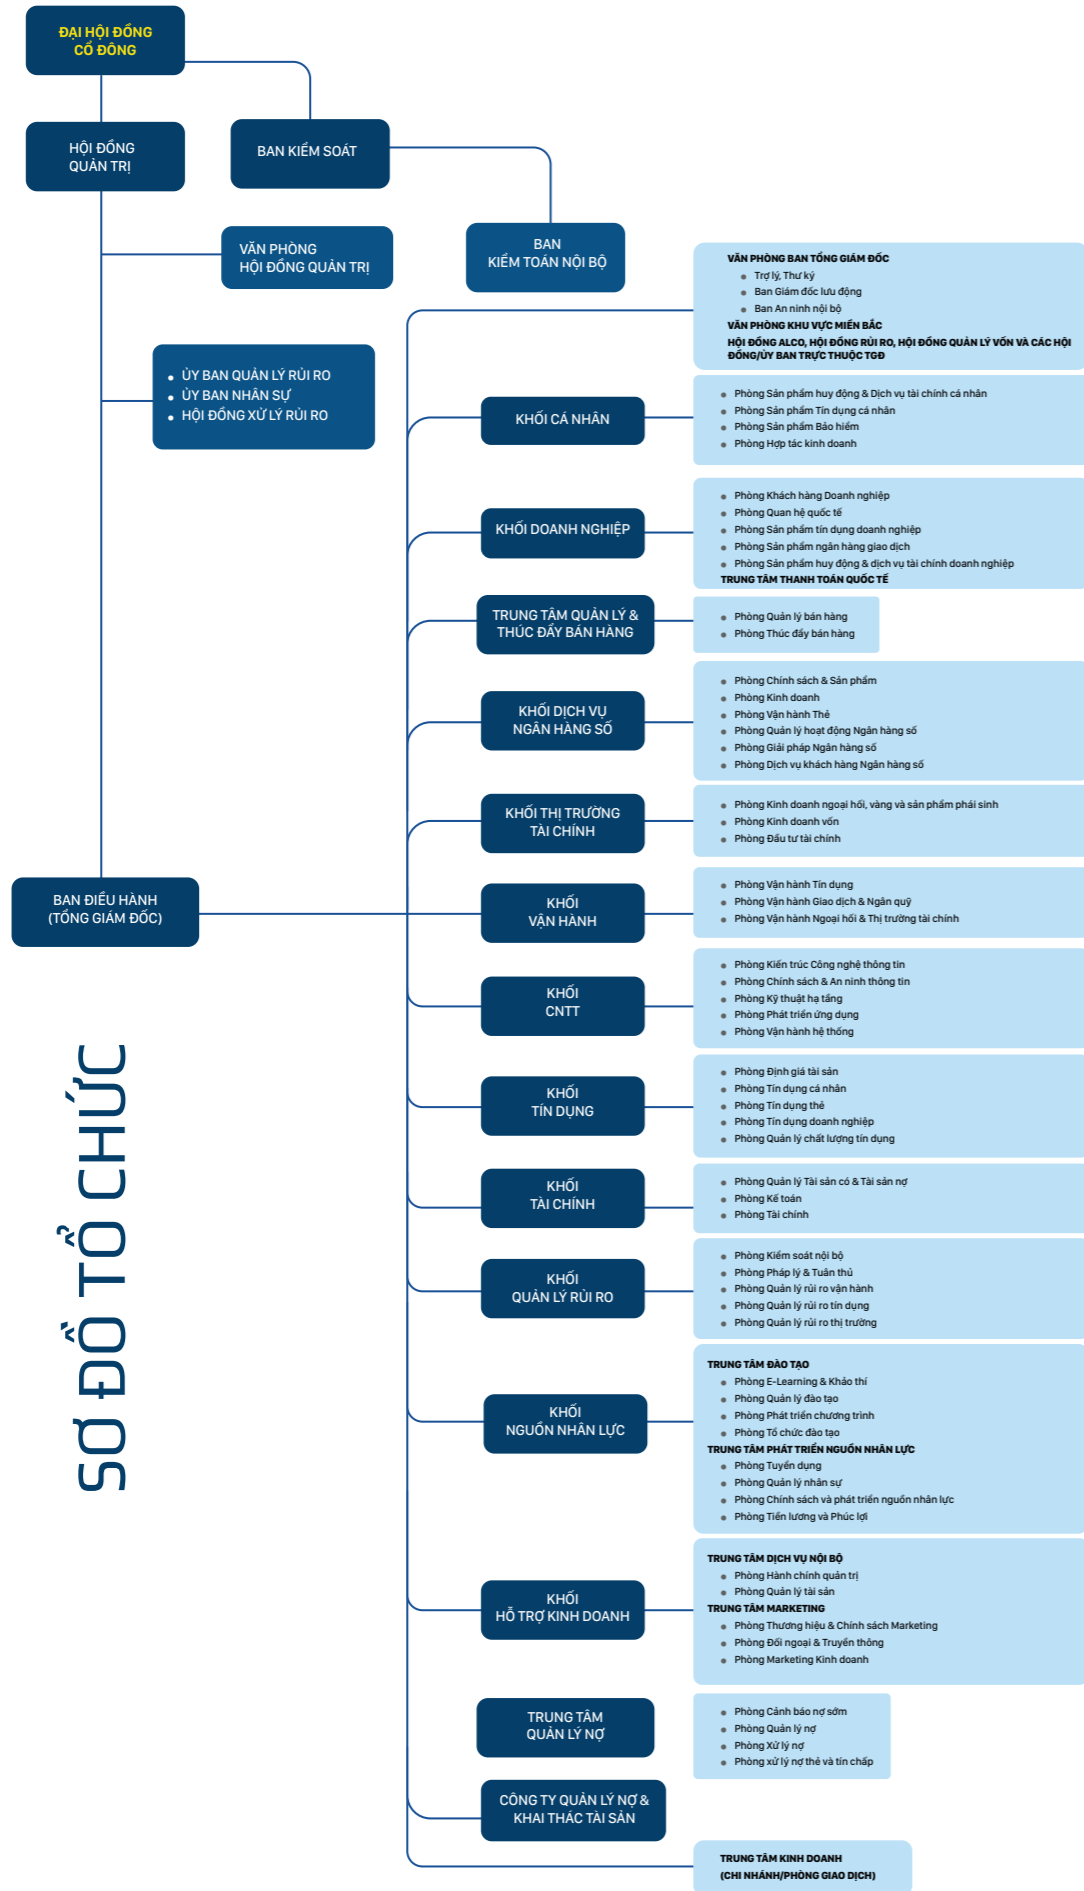 ĐẠI HỘI ĐỒNG
CỔ ĐÔNG
HỘI ĐỒNG
QUẢN TRỊ
BAN KIỂM SOÁT
VĂN PHÒNG
HỘI ĐỒNG QUẢN TRỊ
BAN
KIỂM TOÁN NỘI BỘ
ỦY BAN QUẢN LÝ RỦI RO
ỦY BAN NHÂN SỰ
HỘI ĐỒNG XỬ LÝ RỦI RO
BAN ĐIỀU HÀNH
(TỔNG GIÁM ĐỐC)
SƠ ĐỒ TỔ CHỨC
VĂN PHÒNG BAN TỔNG GIÁM ĐỐC
Trợ lý, Thư ký
Ban Giám đốc lưu động
Ban An ninh nội bộ
VĂN PHÒNG KHU VỰC MIỀN BẮC
HỘI ĐỒNG ALCO, HỘI ĐỒNG RỦI RO, HỘI ĐỒNG QUẢN LÝ VỐN VÀ CÁC HỘI
ĐỒNG/ỦY BAN TRỰC THUỘC TGĐ
KHỐI CÁ NHÂN
Phòng Sản phẩm huy động & Dịch vụ tài chính cá nhân
Phòng Sản phẩm Tín dụng cá nhân
Phòng Sản phẩm Bảo hiểm
Phòng Hợp tác kinh doanh
KHỐI DOANH NGHIỆP
Phòng Khách hàng Doanh nghiệp
Phòng Quan hệ quốc tế
Phòng Sản phẩm tín dụng doanh nghiệp
Phòng Sản phẩm ngân hàng giao dịch
Phòng Sản phẩm huy động & dịch vụ tài chính doanh nghiệp
TRUNG TÂM THANH TOÁN QUỐC TẾ
TRUNG TÂM QUẢN LÝ &
THÚC ĐẨY BÁN HÀNG
Phòng Quản lý bán hàng
Phòng Thúc đẩy bán hàng
KHỐI DỊCH VỤ
NGÂN HÀNG SỐ
Phòng Chính sách & Sản phẩm
Phòng Kinh doanh
Phòng Vận hành Thẻ
Phòng Quản lý hoạt động Ngân hàng số
Phòng Giải pháp Ngân hàng số
Phòng Dịch vụ khách hàng Ngân hàng số
KHỐI THỊ TRƯỜNG
TÀI CHÍNH
Phòng Kinh doanh ngoại hối, vàng và sản phẩm phái sinh
Phòng Kinh doanh vốn
Phòng Đầu tư tài chính
KHỐI
VẬN HÀNH
Phòng Vận hành Tín dụng
Phòng Vận hành Giao dịch & Ngân quỹ
Phòng Vận hành Ngoại hối & Thị trường tài chính
KHỐI
CNTT
Phòng Kiến trúc Công nghệ thông tin
Phòng Chính sách & An ninh thông tin
Phòng Kỹ thuật hạ tầng
Phòng Phát triển ứng dụng
Phòng Vận hành hệ thống
KHỐI
TÍN DỤNG
Phòng Định giá tài sản
Phòng Tín dụng cá nhân
Phòng Tín dụng thẻ
Phòng Tín dụng doanh nghiệp
Phòng Quản lý chất lượng tín dụng
KHỐI
TÀI CHÍNH
Phòng Quản lý Tài sản có & Tài sản nợ
Phòng Kế toán
Phòng Tài chính
KHỐI
QUẢN LÝ RỦI RO
Phòng Kiểm soát nội bộ
Phòng Pháp lý & Tuân thủ
Phòng Quản lý rủi ro vận hành
Phòng Quản lý rủi ro tín dụng
Phòng Quản lý rủi ro thị trường
KHỐI
NGUỒN NHÂN LỰC
TRUNG TÂM ĐÀO TẠO
Phòng E-Learning & Khảo thí
Phòng Quản lý đào tạo
Phòng Phát triển chương trình
Phòng Tổ chức đào tạo
TRUNG TÂM PHÁT TRIỂN NGUỒN NHÂN LỰC
Phòng Tuyển dụng
Phòng Quản lý nhân sự
Phòng Chính sách và phát triển nguồn nhân lực
Phòng Tiền lương và Phúc lợi
KHỐI
HỖ TRỢ KINH DOANH
TRUNG TÂM DỊCH VỤ NỘI BỘ
Phòng Hành chính quản trị
Phòng Quản lý tài sản
TRUNG TÂM MARKETING
Phòng Thương hiệu & Chính sách Marketing
Phòng Đối ngoại & Truyền thông
Phòng Marketing Kinh doanh
TRUNG TÂM
QUẢN LÝ NỢ
Phòng Cảnh báo nợ sớm
Phòng Quản lý nợ
Phòng Xử lý nợ
Phòng xử lý nợ thẻ và tín chấp
CÔNG TY QUẢN LÝ NỢ &
KHAI THÁC TÀI SẢN
TRUNG TÂM KINH DOANH
(CHI NHÁNH/PHÒNG GIAO DỊCH)